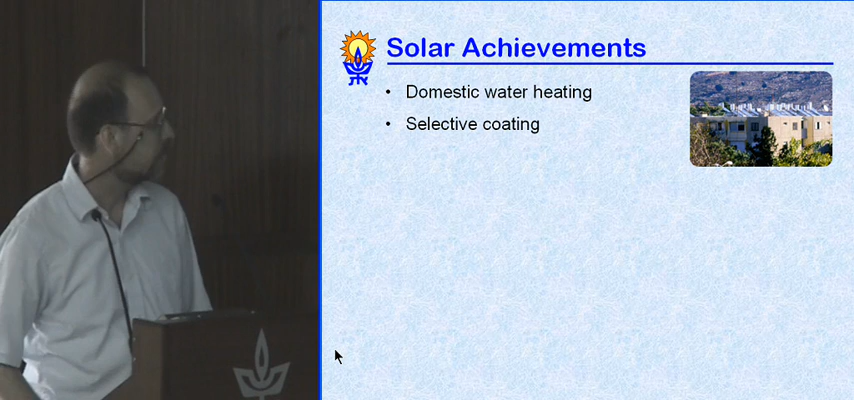 Solar Achievements
• Domestic water heating
• Selective coating